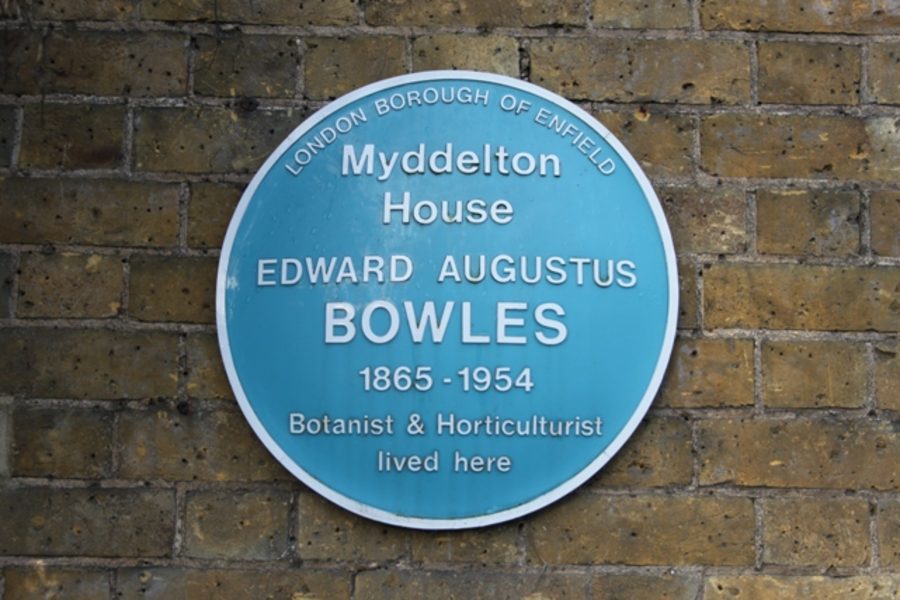 LONDON BOROUGH OF ENFIELD
Myddelton
House
EDWARD AUGUSTUS
BOWLES
1865 - 1954
Botanist & Horticulturist
lived here